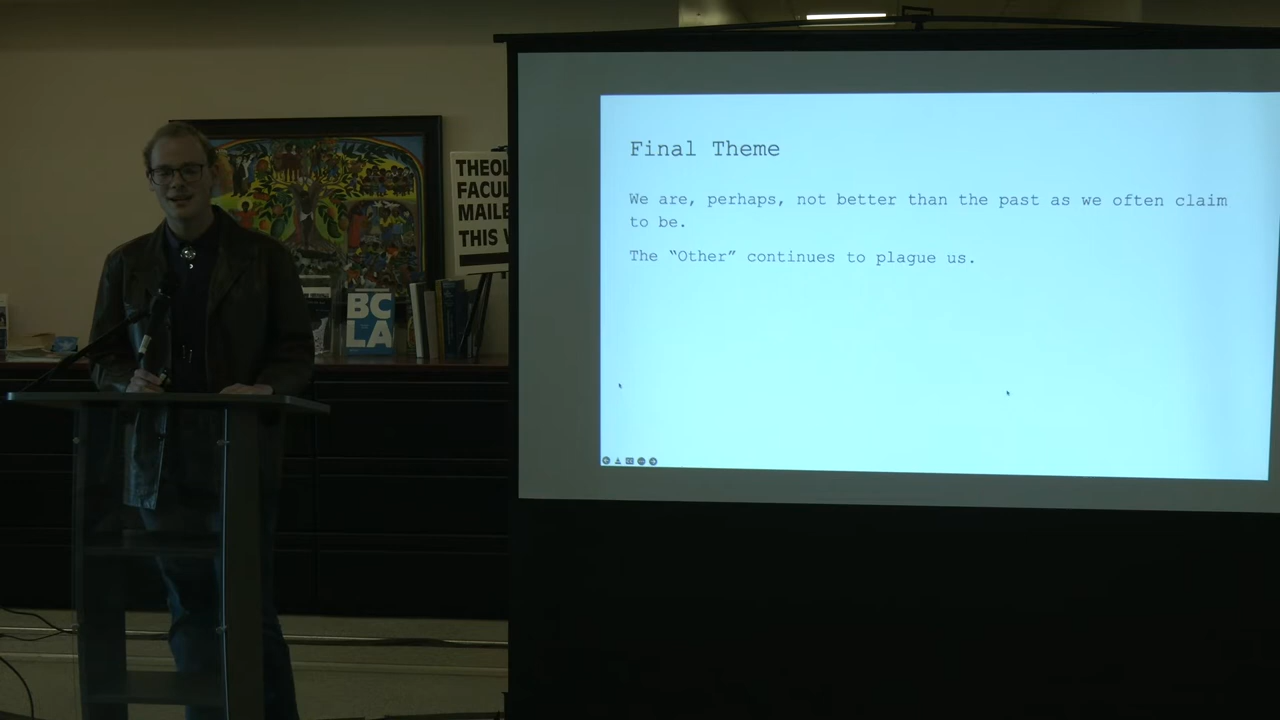 THEOL
FACUL
MAILE
THIS W
BC
LA
Final Theme
We are, perhaps, not better than the past as we often claim
to be.
The “Other” continues to plague us.